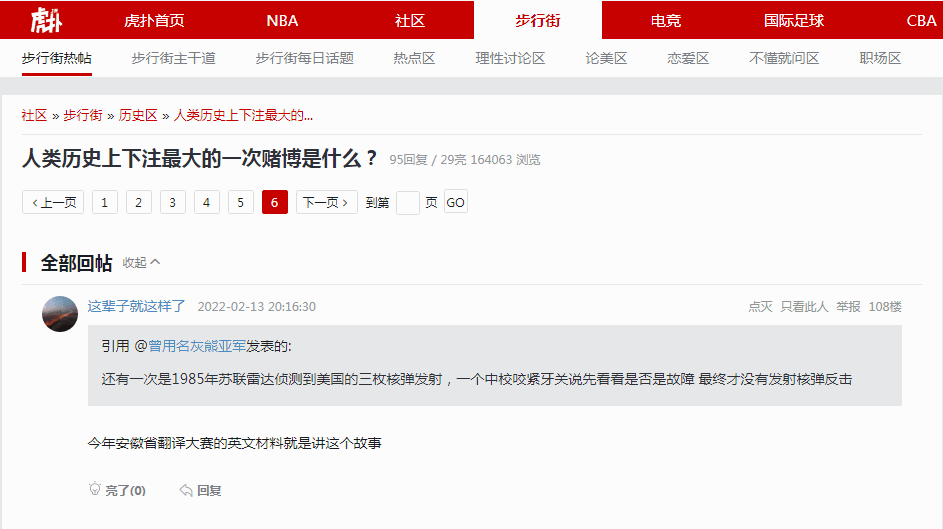 虎扑 虎扑首页 NBA 社区 步行街 电竞 国际足球 CBA
步行街热帖 步行街主干道 步行街每日话题 热点区 理性讨论区 论美区 恋爱区 不懂就问区 职场区
社区 » 步行街 » 历史区 » 人类历史上下注最大的...
人类历史上下注最大的一次赌博是什么？ 95回复 / 29亮 164063 浏览
‹ 上一页 1 2 3 4 5 6 下一页 › 到第 页 GO
全部回帖 收起
这辈子就这样了 2022-02-13 20:16:30 点灭 只看此人 举报 108楼
引用 @曾用名灰熊亚军发表的:
还有一次是1985年苏联雷达侦测到美国的三枚核弹发射，一个中校咬紧牙关说先看看是否是故障 最终才没有发射核弹反击
今年安徽省翻译大赛的英文材料就是讲这个故事
亮了(0) 回复